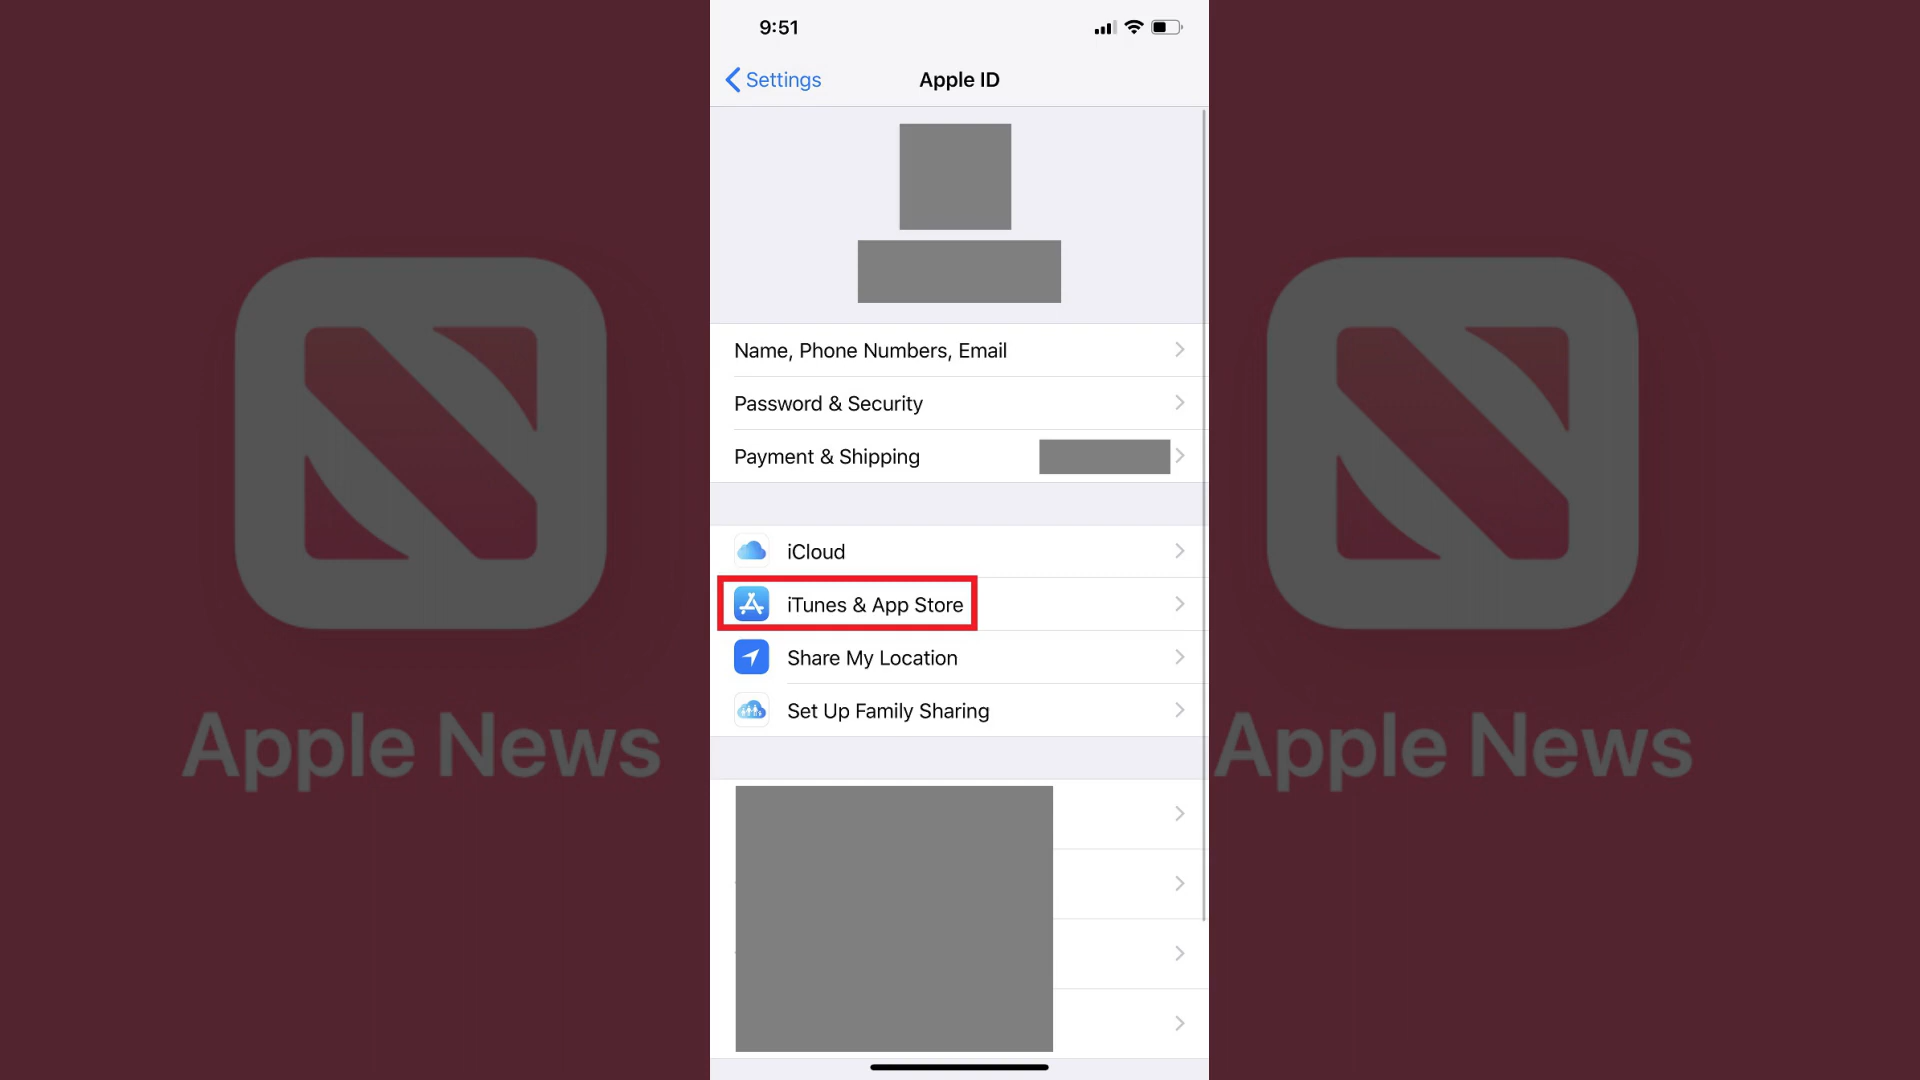 9:51
Settings
Apple ID
Name, Phone Numbers, Email
Password & Security
Payment & Shipping
iCloud
iTunes & App Store
Share My Location
Set Up Family Sharing
Apple News
Apple News